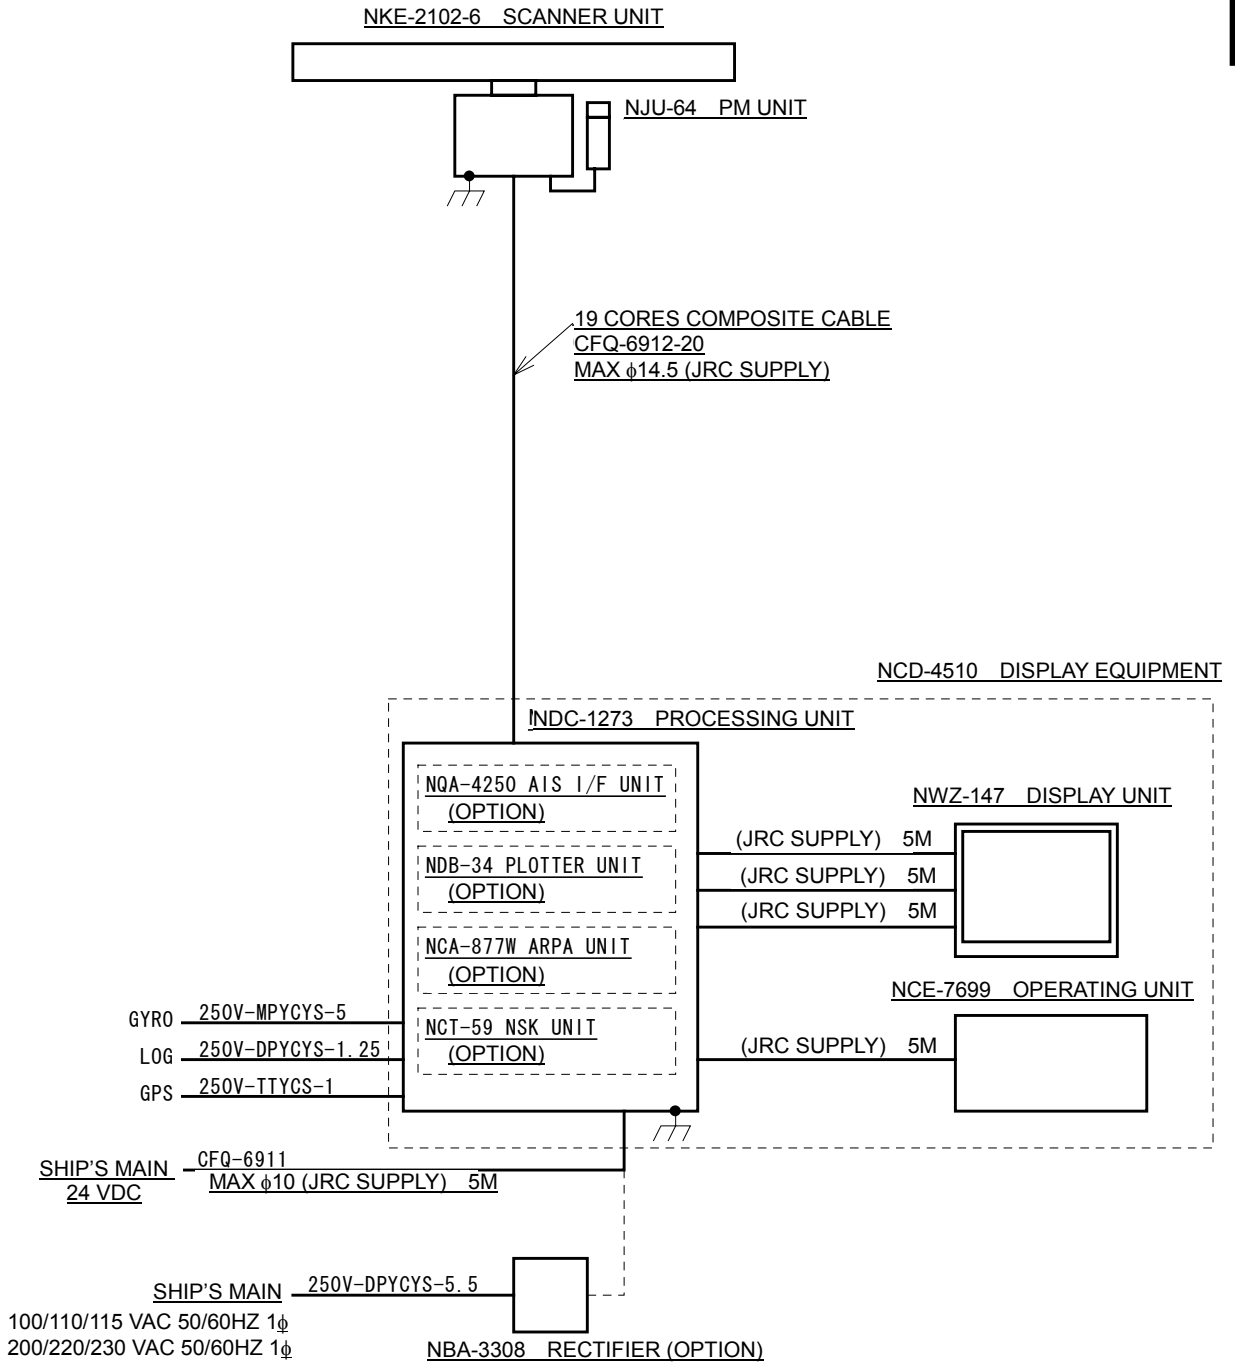 NKE-2102-6 SCANNER UNIT
NJU-64 PM UNIT
19 CORES COMPOSITE CABLE
CFQ-6912-20
MAX ϕ14.5 (JRC SUPPLY)
NCD-4510 DISPLAY EQUIPMENT
NDC-1273 PROCESSING UNIT
NQA-4250 AIS I/F UNIT
(OPTION)
NWZ-147 DISPLAY UNIT
(JRC SUPPLY) 5M
NDB-34 PLOTTER UNIT
(JRC SUPPLY) 5M
(OPTION)
(JRC SUPPLY) 5M
NCA-877W ARPA UNIT
(OPTION)
NCE-7699 OPERATING UNIT
GYRO 250V-MPYCYS-5
NCT-59 NSK UNIT
(OPTION)
LOG 250V-DPYCYS-1.25
(JRC SUPPLY) 5M
GPS 250V-TTYCS-1
CFQ-6911
SHIP'S MAIN
24 VDC
MAX ϕ10 (JRC SUPPLY) 5M
SHIP'S MAIN 250V-DPYCYS-5.5
100/110/115 VAC 50/60HZ 1ϕ
200/220/230 VAC 50/60HZ 1ϕ
NBA-3308 RECTIFIER (OPTION)